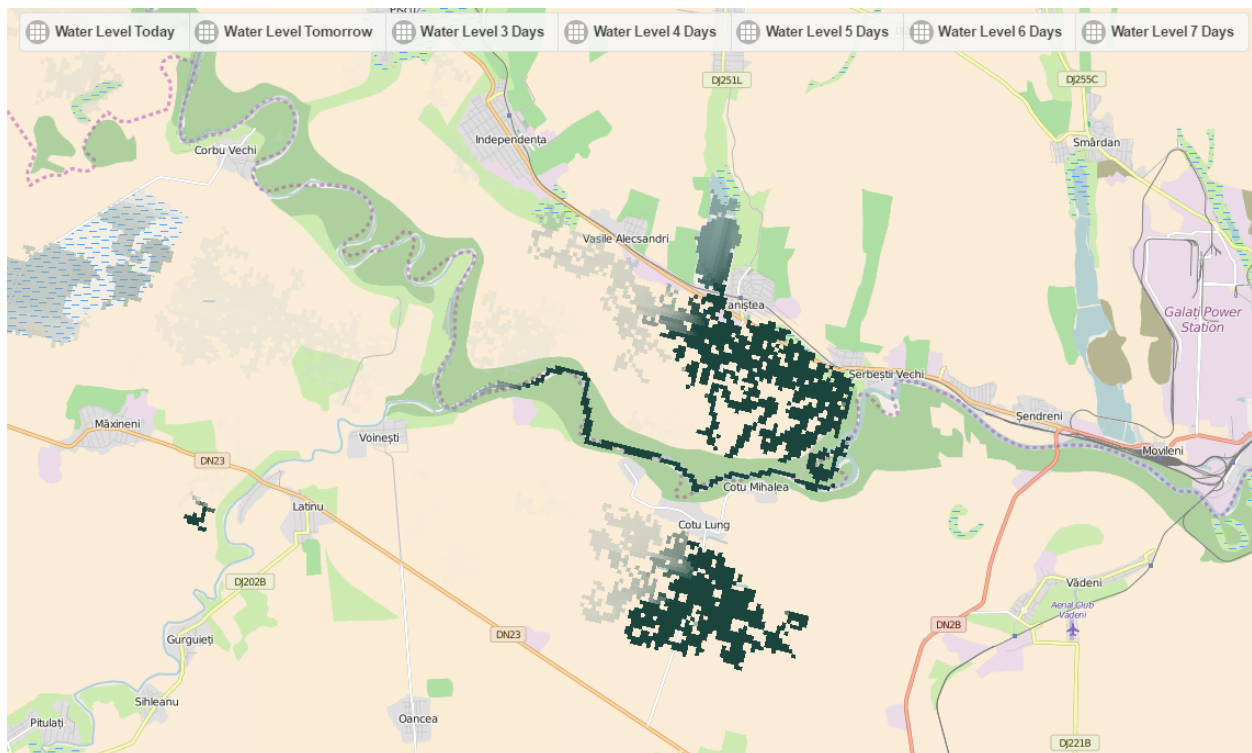 Water Level Today
Water Level Tomorrow
Water Level 3 Days
Water Level 4 Days
Water Level 5 Days
Water Level 6 Days
Water Level 7 Days
DJ251L
DJ255C
Independența
Smârdan
Corbu Vechi
Vasile Alecsandri
Galați Power
Station
Serbeștii Vechi
Șendreni
Măxineni
Voinești
Movileni
DN23
Cotu Mihalea
Latinu
Cotu Lung
DJ202B
Vădeni
Aerial Club
Vădeni
DN2B
Gurguieți
DN23
Sihleanu
Oancea
Pitulați
DJ221B